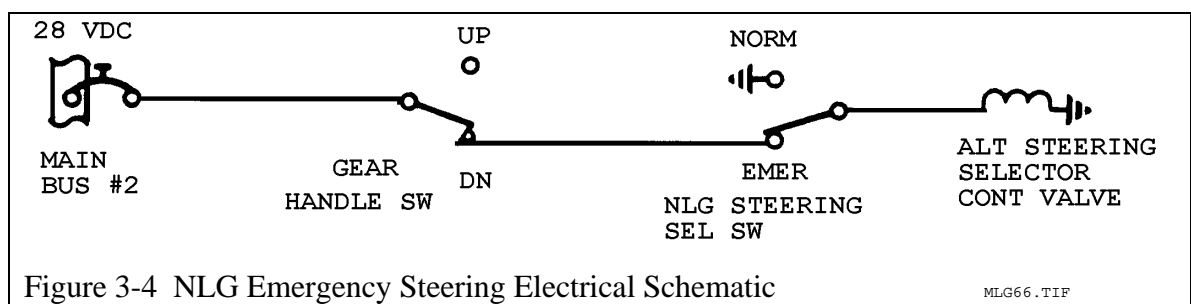 28 VDC
UP
NORM
MAIN
BUS #2
GEAR
HANDLE SW
DN
EMER
NLG STEERING
SEL SW
ALT STEERING
SELECTOR
CONT VALVE
Figure 3-4 NLG Emergency Steering Electrical Schematic
MLG66.TIF